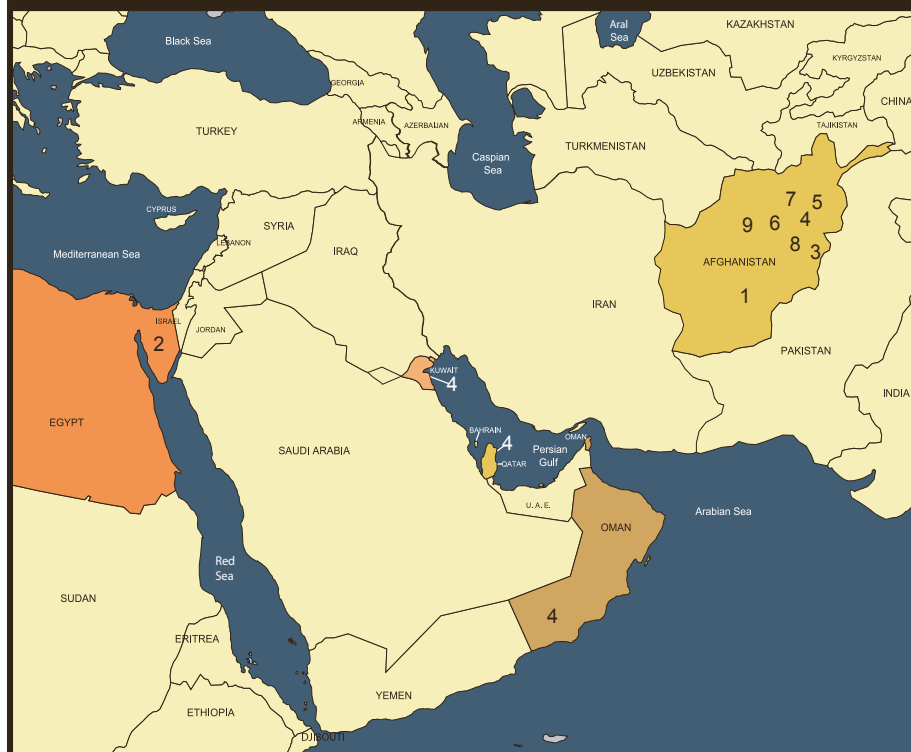 KAZAKHSTAN
Aral
Sea
Black Sea
KYRGYZSTAN
UZBEKISTAN
GEORGIA
CHINA
ARMENIA
AZERBAIJAN
TAJIKISTAN
TURKEY
TURKMENISTAN
Caspian
Sea
7
5
CYPRUS
4
9
6
SYRIA
LEBANON
8
IRAQ
3
Mediterranean Sea
AFGHANISTAN
1
IRAN
ISRAEL
JORDAN
2
PAKISTAN
KUWAIT
4
INDIA
EGYPT
BAHRAIN
OMAN
4
SAUDI ARABIA
Persian
Gulf
QATAR
U. A. E.
Arabian Sea
OMAN
Red
Sea
SUDAN
4
ERITREA
YEMEN
ETHIOPIA
DJIBOUTI